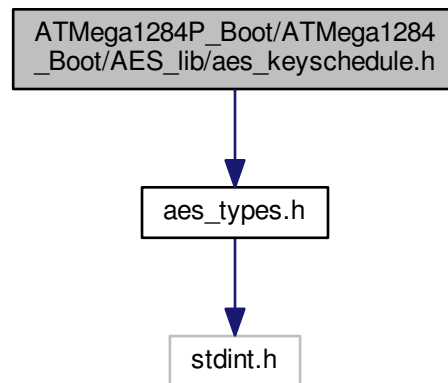 ATMega1284P_Boot/ATMega1284
_Boot/AES_lib/aes_keyschedule.h
aes_types.h
stdint.h